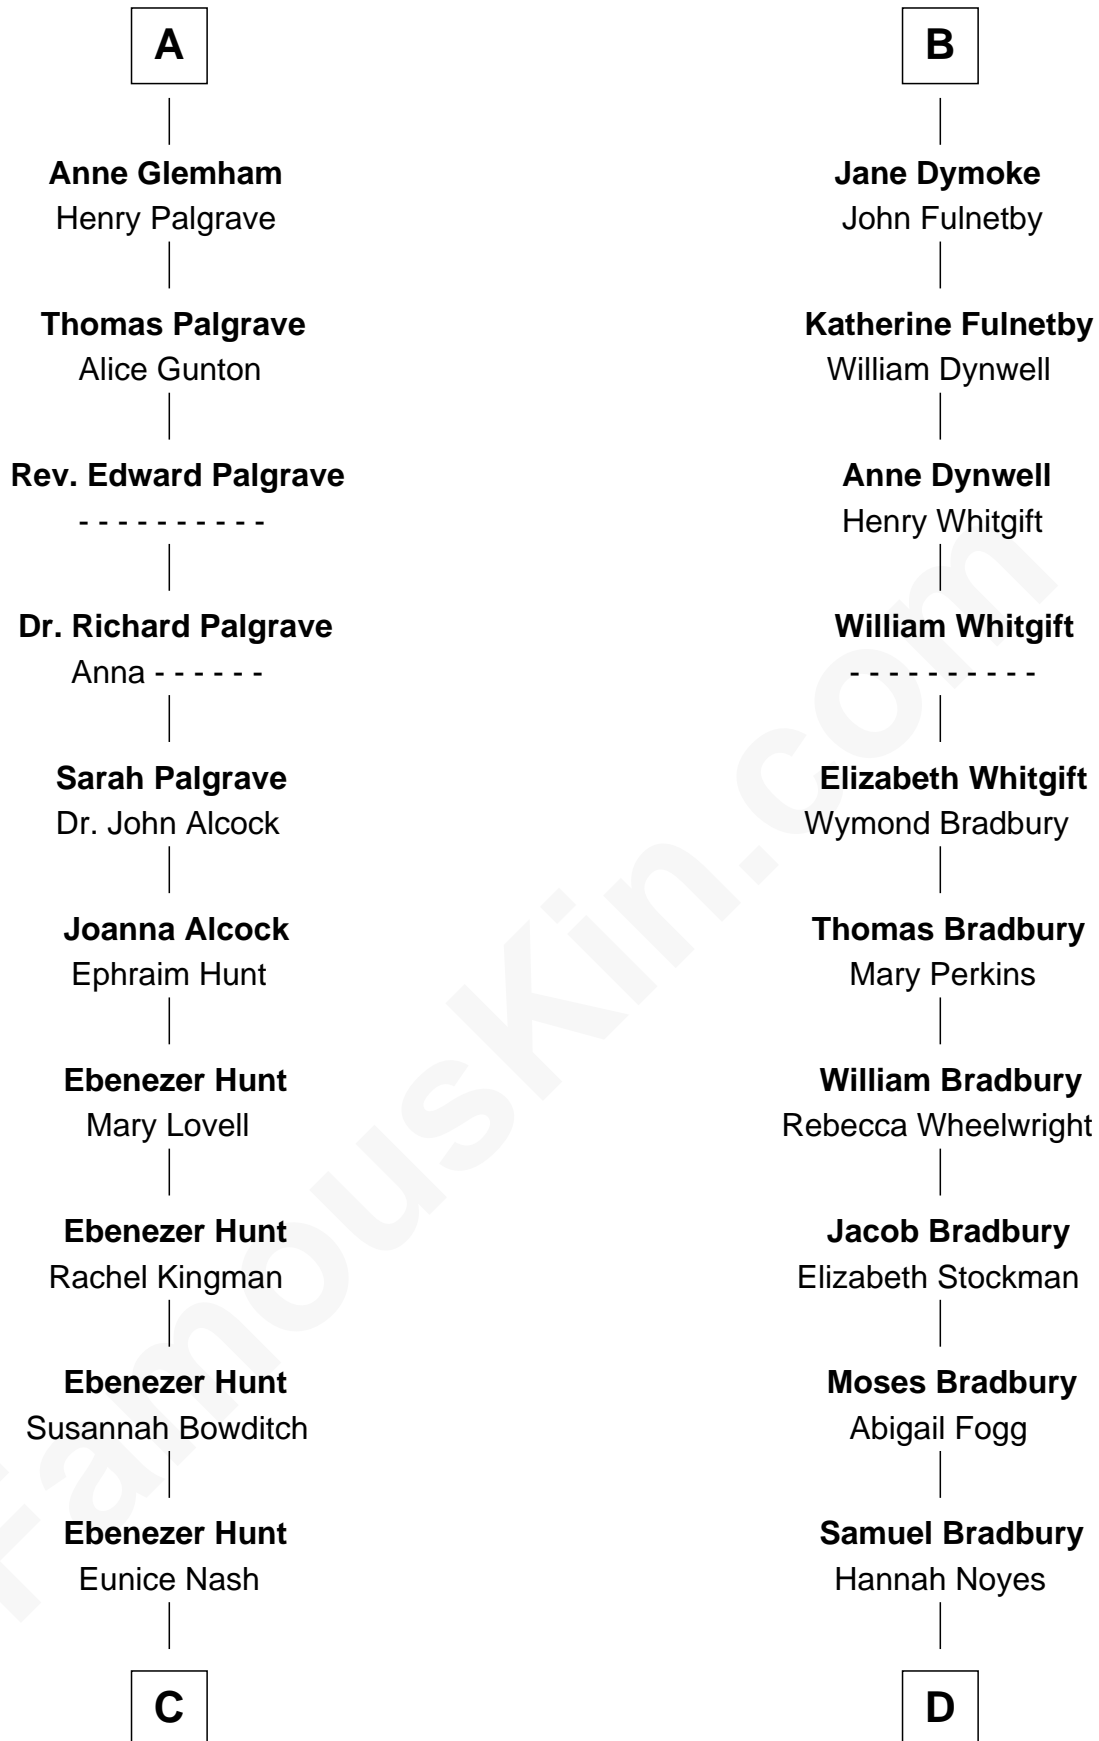 A
Anne Glemham
Henry Palgrave
Thomas Palgrave
Alice Gunton
Rev. Edward Palgrave
- - - - - - - - - -
Dr. Richard Palgrave
Anna - - - - - -
Sarah Palgrave
Dr. John Alcock
Joanna Alcock
Ephraim Hunt
Ebenezer Hunt
Mary Lovell
Ebenezer Hunt
Rachel Kingman
Ebenezer Hunt
Susannah Bowditch
Ebenezer Hunt
Eunice Nash
C
B
Jane Dymoke
John Fulnetby
Katherine Fulnetby
William Dynwell
Anne Dynwell
Henry Whitgift
William Whitgift
- - - - - - - - - -
Elizabeth Whitgift
Wymond Bradbury
Thomas Bradbury
Mary Perkins
William Bradbury
Rebecca Wheelwright
Jacob Bradbury
Elizabeth Stockman
Moses Bradbury
Abigail Fogg
Samuel Bradbury
Hannah Noyes
D
FamousKin.com